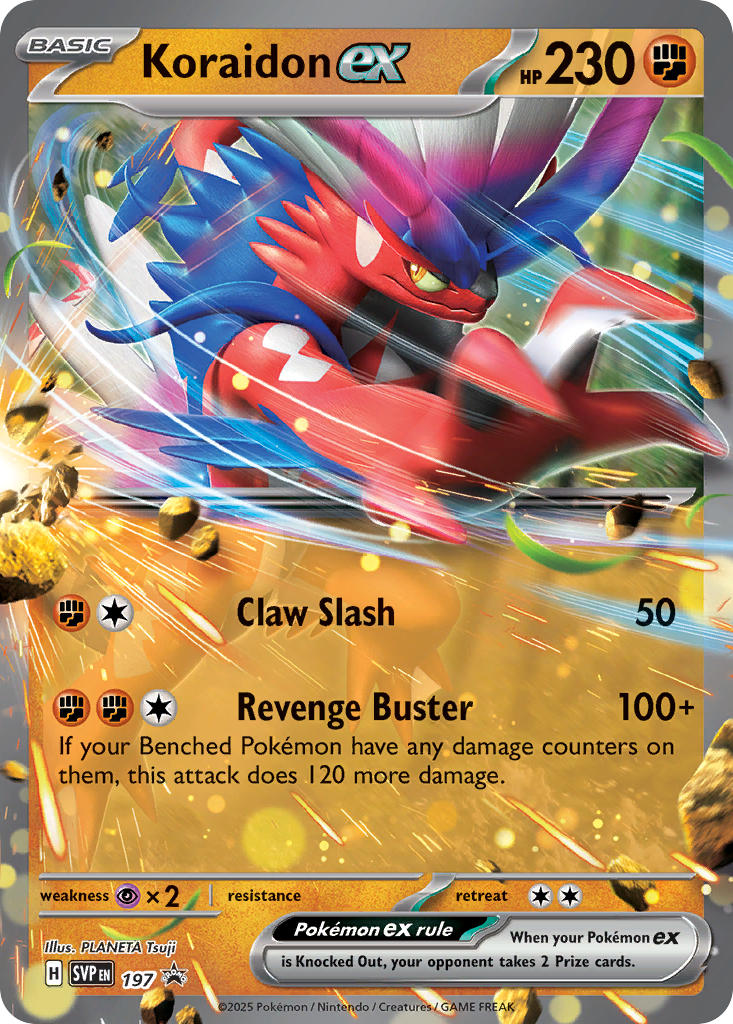 BASIC Koraidon ex HP 230
Claw Slash 50
Revenge Buster 100+
If your Benched Pokémon have any damage counters on
them, this attack does 120 more damage.
weakness ×2 resistance retreat
Illus. PLANETA Tsuji
Pokémon ex rule When your Pokémon ex
is Knocked Out, your opponent takes 2 Prize cards.
H SVP EN 197 PROMO
©2025 Pokémon / Nintendo / Creatures / GAME FREAK